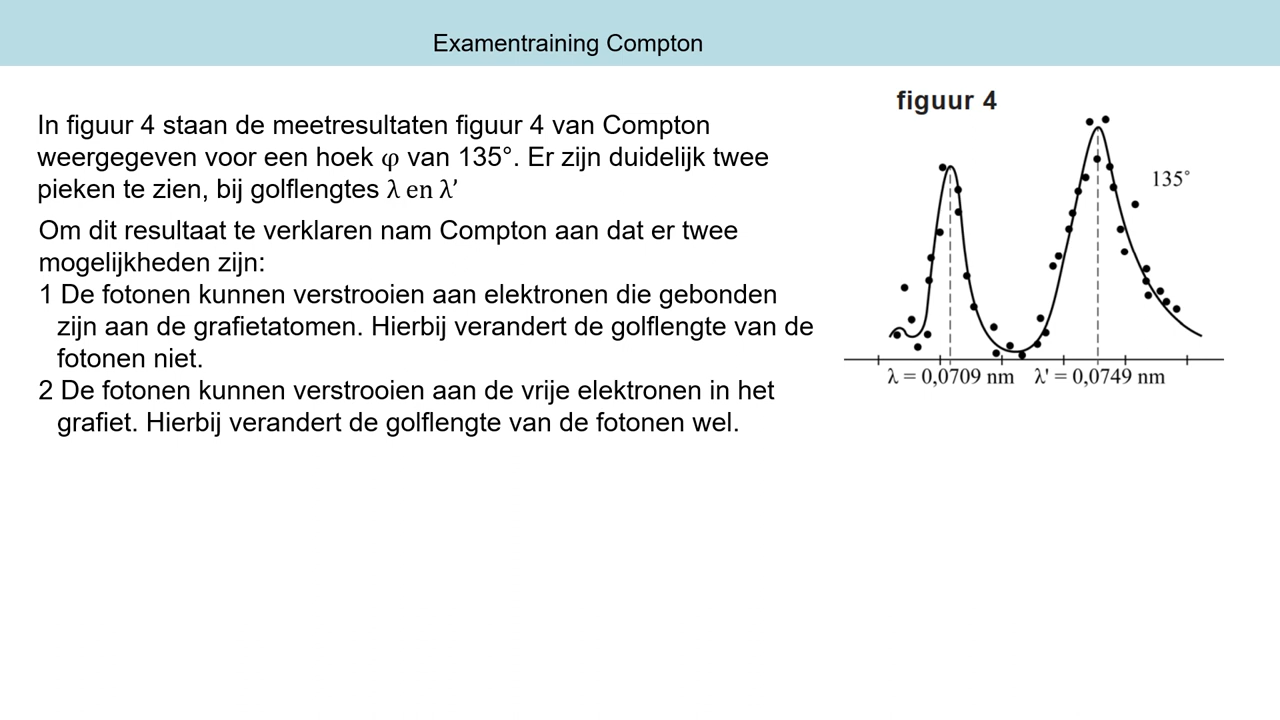 Examentraining Compton
In figuur 4 staan de meetresultaten figuur 4 van Compton
weergegeven voor een hoek φ van 135°. Er zijn duidelijk twee
pieken te zien, bij golflengtes λ en λ′
Om dit resultaat te verklaren nam Compton aan dat er twee
mogelijkheden zijn:
1 De fotonen kunnen verstrooien aan elektronen die gebonden
zijn aan de grafietatomen. Hierbij verandert de golflengte van de
fotonen niet.
2 De fotonen kunnen verstrooien aan de vrije elektronen in het
grafiet. Hierbij verandert de golflengte van de fotonen wel.
figuur 4
135°
λ = 0,0709 nm λ' = 0,0749 nm